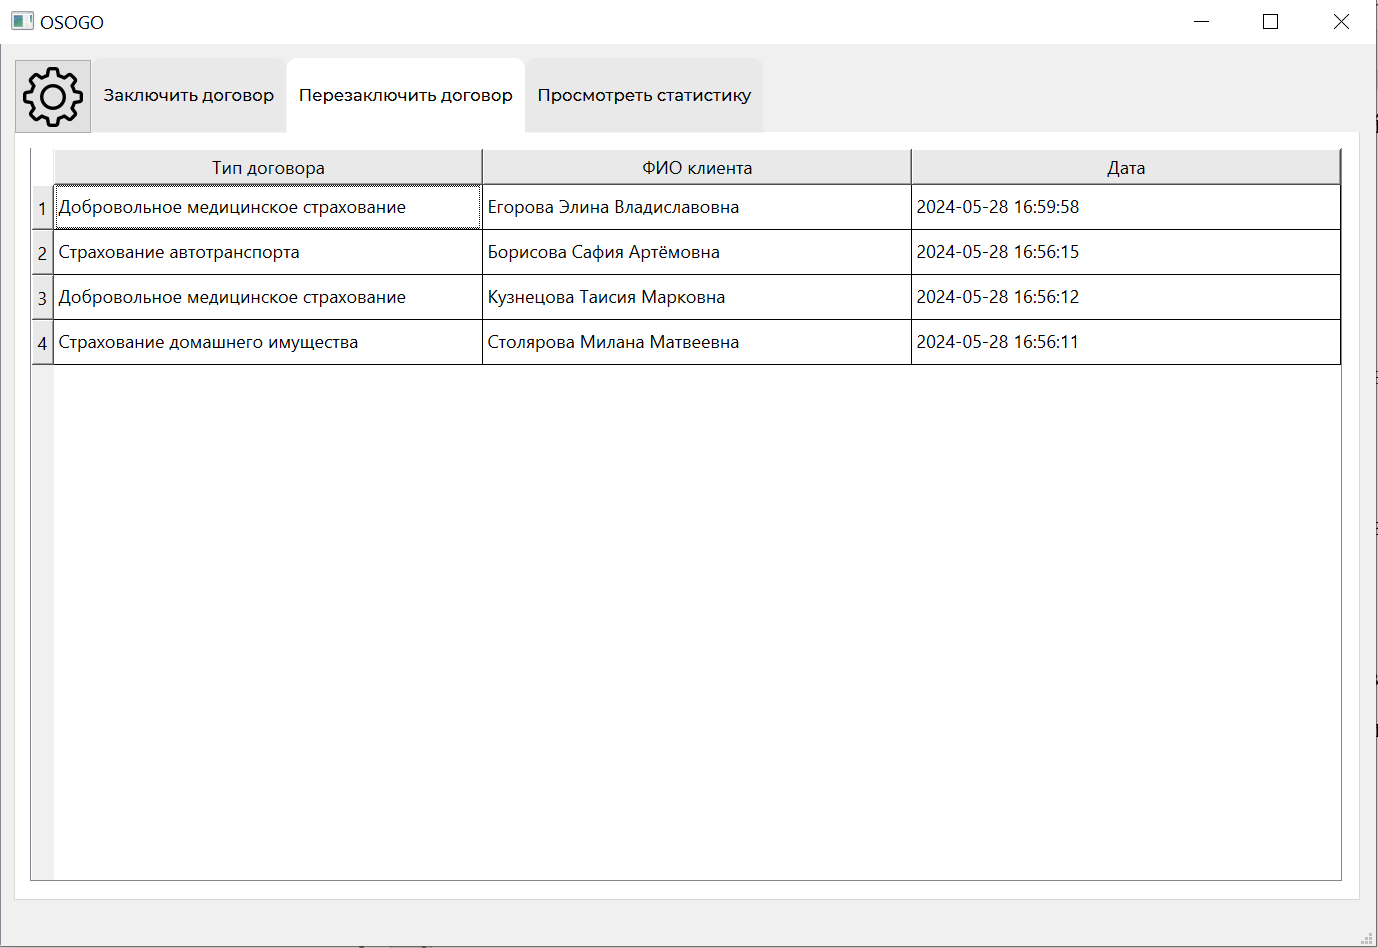 OSOGO
Заключить договор Перезаключить договор Просмотреть статистику
Тип договора ФИО клиента Дата
1 Добровольное медицинское страхование Егорова Элина Владиславовна 2024-05-28 16:59:58
2 Страхование автотранспорта Борисова Сафия Артёмовна 2024-05-28 16:56:15
3 Добровольное медицинское страхование Кузнецова Таисия Марковна 2024-05-28 16:56:12
4 Страхование домашнего имущества Столярова Милана Матвеевна 2024-05-28 16:56:11